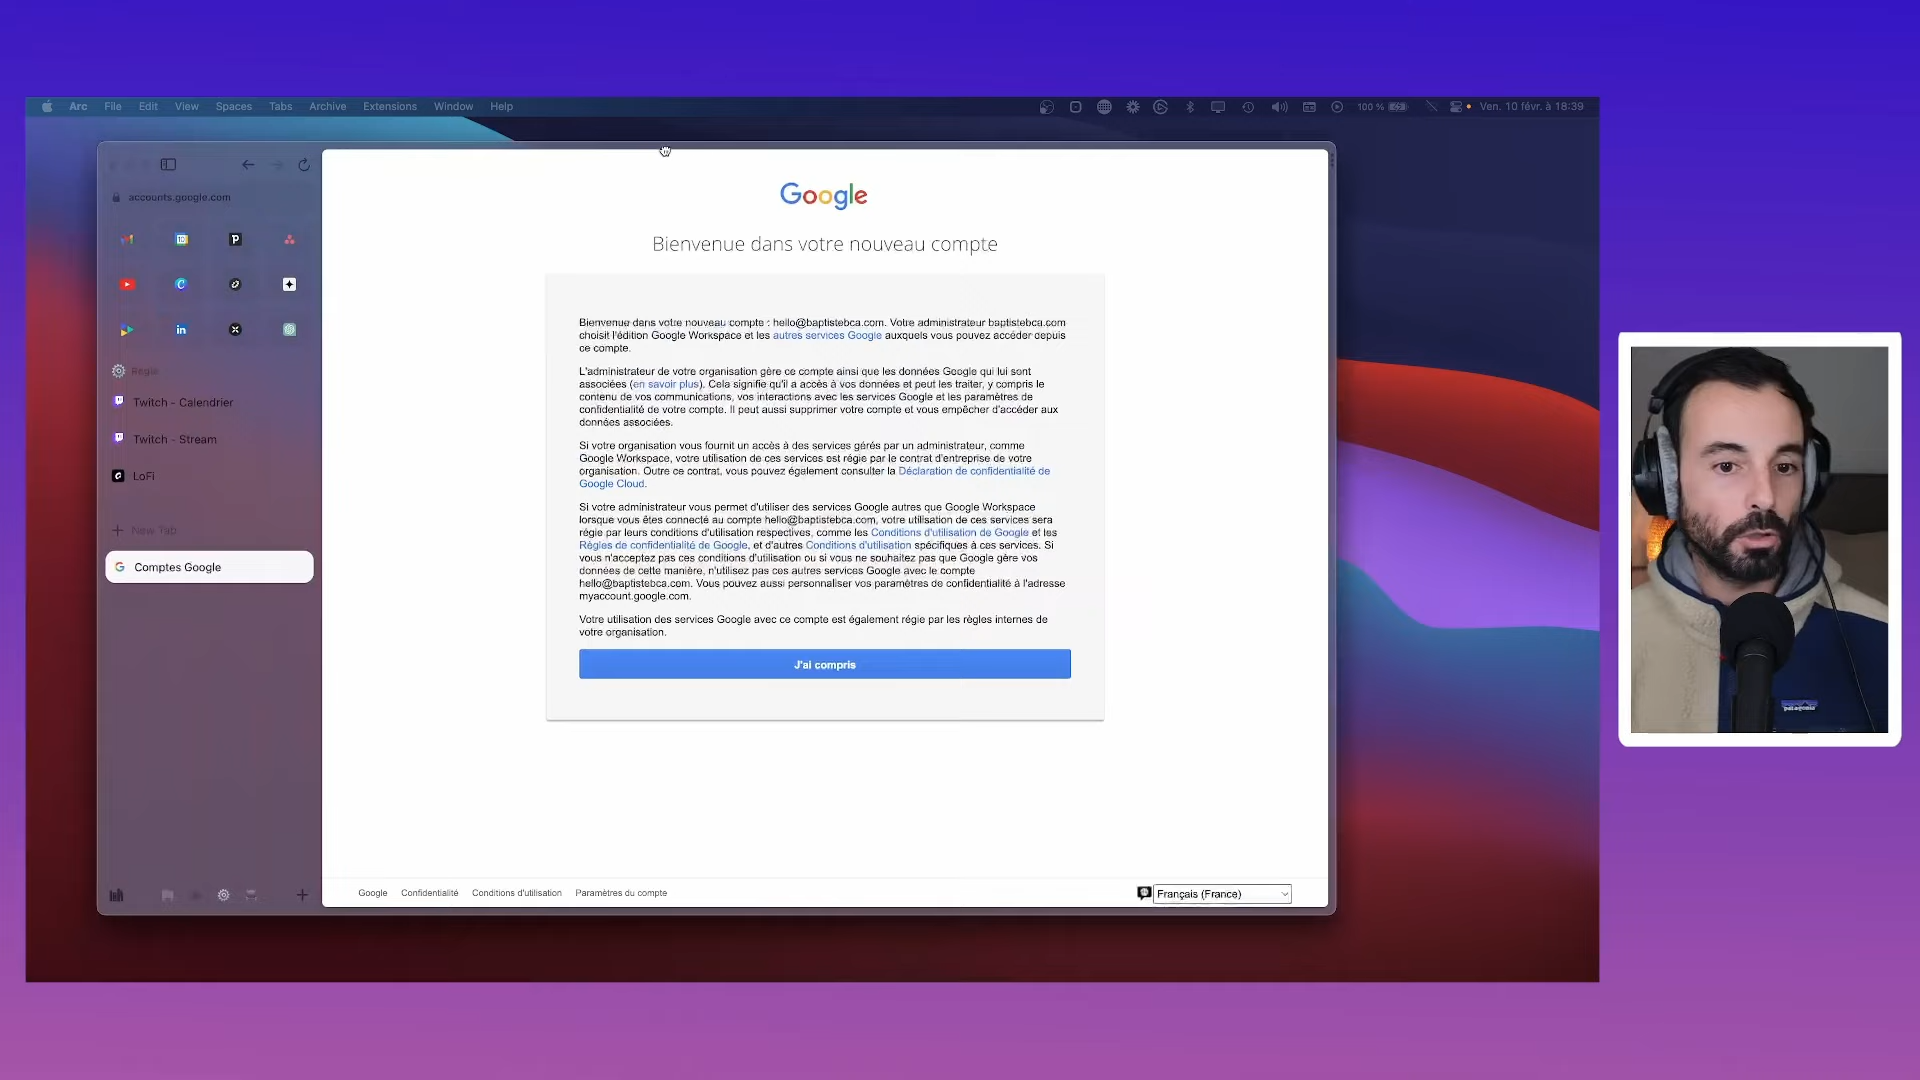 Arc File Edit View Spaces Tabs Archive Extensions Window Help
100 % Ven. 10 févr. à 18:39
accounts.google.com
Regie
Twitch - Calendrier
Twitch - Stream
LoFi
New Tab
Comptes Google
Google
Bienvenue dans votre nouveau compte
Bienvenue dans votre nouveau compte : hello@baptistebca.com. Votre administrateur baptistebca.com
choisit l'édition Google Workspace et les autres services Google auxquels vous pouvez accéder depuis
ce compte.
L'administrateur de votre organisation gère ce compte ainsi que les données Google qui lui sont
associées (en savoir plus). Cela signifie qu'il a accès à vos données et peut les traiter, y compris le
contenu de vos communications, vos interactions avec les services Google et les paramètres de
confidentialité de votre compte. Il peut aussi supprimer votre compte et vous empêcher d'accéder aux
données associées.
Si votre organisation vous fournit un accès à des services gérés par un administrateur, comme
Google Workspace, votre utilisation de ces services est régie par le contrat d'entreprise de votre
organisation. Outre ce contrat, vous pouvez également consulter la Déclaration de confidentialité de
Google Cloud.
Si votre administrateur vous permet d'utiliser des services Google autres que Google Workspace
lorsque vous êtes connecté au compte hello@baptistebca.com, votre utilisation de ces services sera
régie par leurs conditions d'utilisation respectives, comme les Conditions d'utilisation de Google et les
Règles de confidentialité de Google, et d'autres Conditions d'utilisation spécifiques à ces services. Si
vous n'acceptez pas ces conditions d'utilisation ou si vous ne souhaitez pas que Google gère vos
données de cette manière, n'utilisez pas ces autres services Google avec le compte
hello@baptistebca.com. Vous pouvez aussi personnaliser vos paramètres de confidentialité à l'adresse
myaccount.google.com.
Votre utilisation des services Google avec ce compte est également régie par les règles internes de
votre organisation.
J'ai compris
Google Confidentialité Conditions d'utilisation Paramètres du compte
Français (France)
patagonia